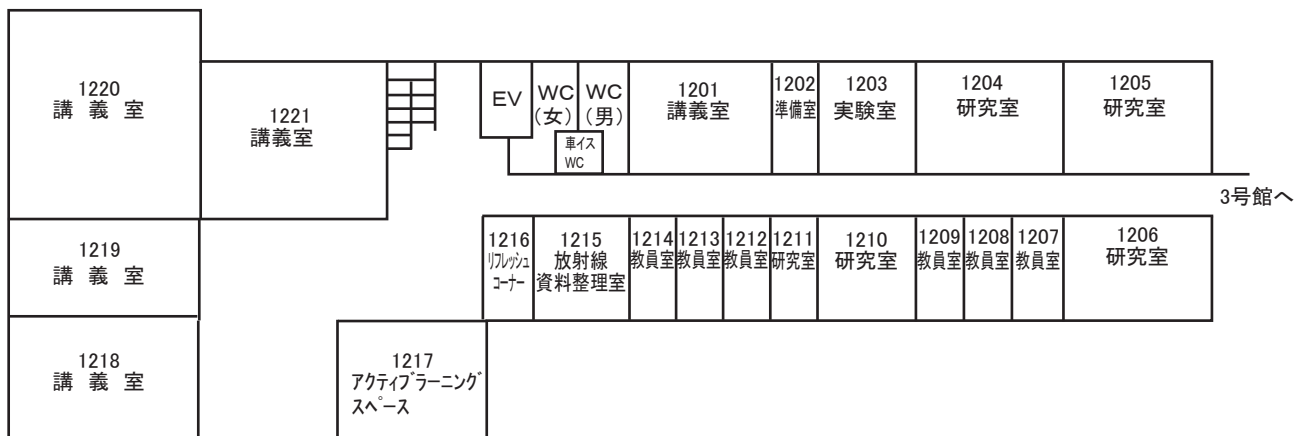 1220
講 義 室
1221
講義室
EV
WC
(女)
WC
(男)
車イス
WC
1201
講義室
1202
準備室
1203
実験室
1204
研究室
1205
研究室
3号館へ
1219
講 義 室
1216
リフレッシュ
コーナー
1215
放射線
資料整理室
1214
教員室
1213
教員室
1212
教員室
1211
研究室
1210
研究室
1209
教員室
1208
教員室
1207
教員室
1206
研究室
1218
講 義 室
1217
アクティブラーニング
スペース